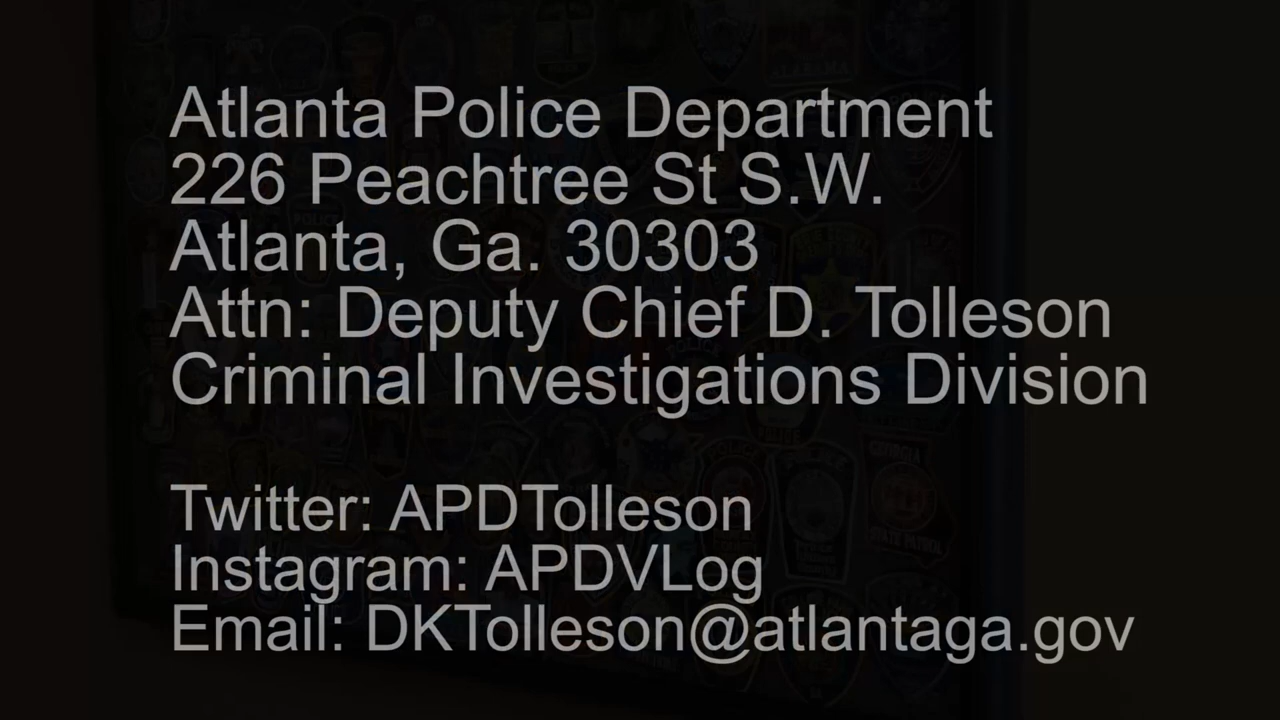 Atlanta Police Department
226 Peachtree St S.W.
Atlanta, Ga. 30303
Attn: Deputy Chief D. Tolleson
Criminal Investigations Division
Twitter: APDTolleson
Instagram: APDVLog
Email: DKTolleson@atlantaga.gov